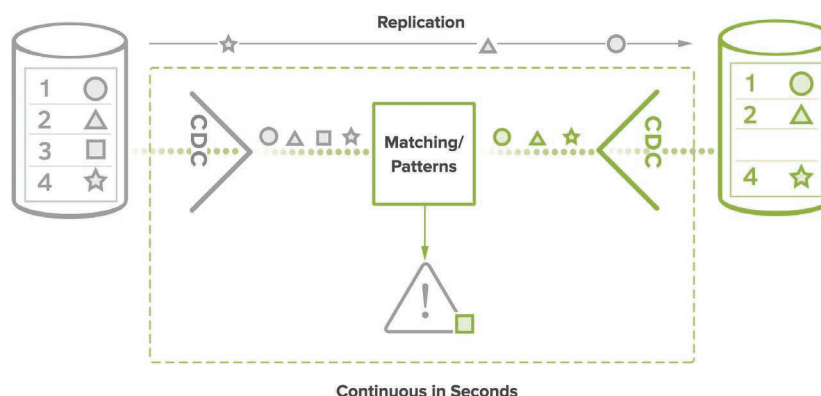 Replication
1
2
3
4
CDC
Matching/
Patterns
!
CDC
1
2
4
Continuous in Seconds